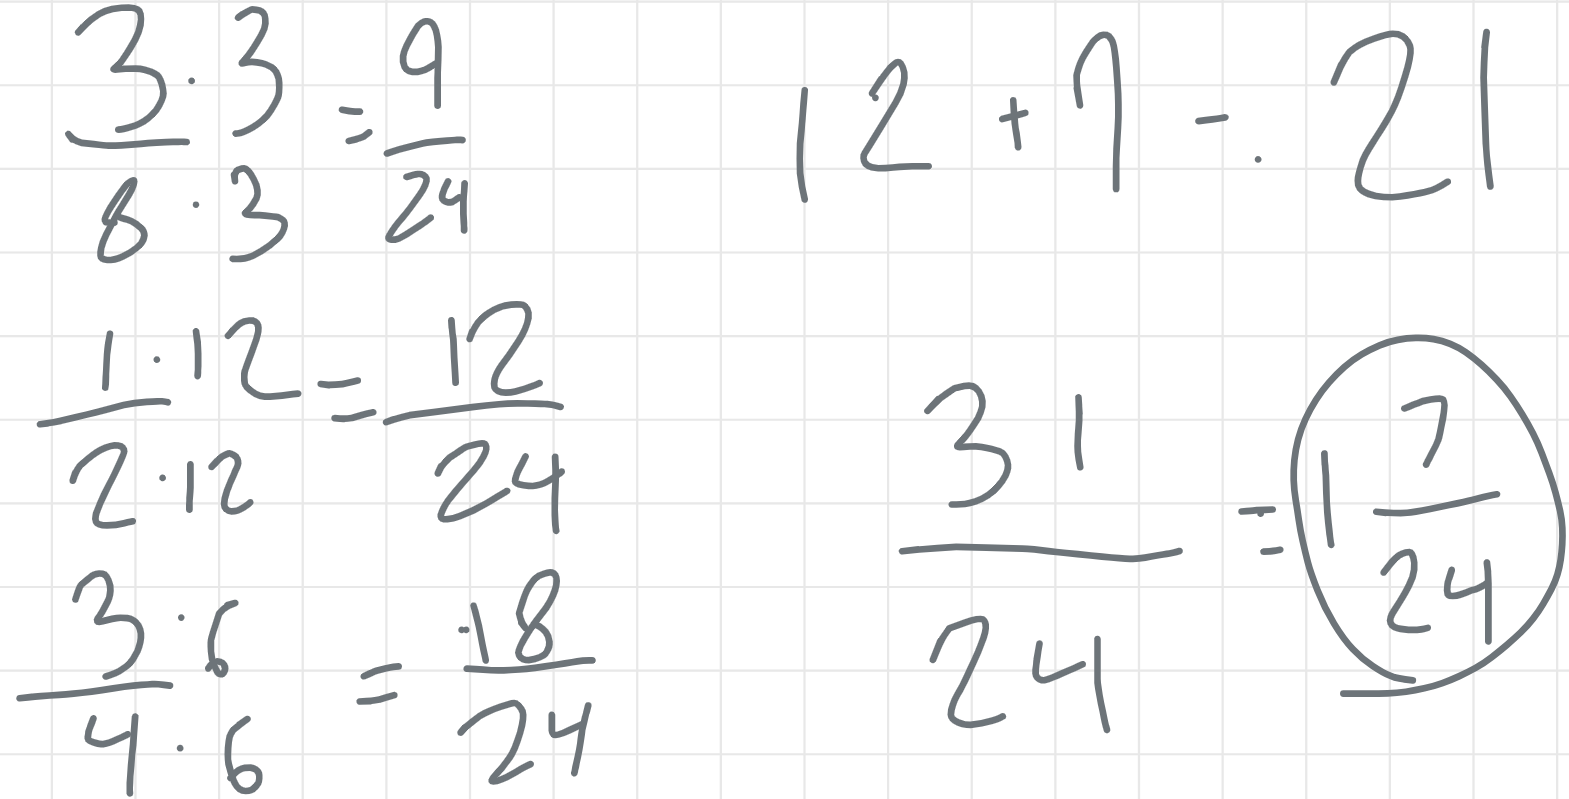 3 · 3 / 8 · 3 = 9/24
12 + 9 = 21
1 · 12 / 2 · 12 = 12/24
31/24 = 1 7/24
3 · 6 / 4 · 6 = 18/24